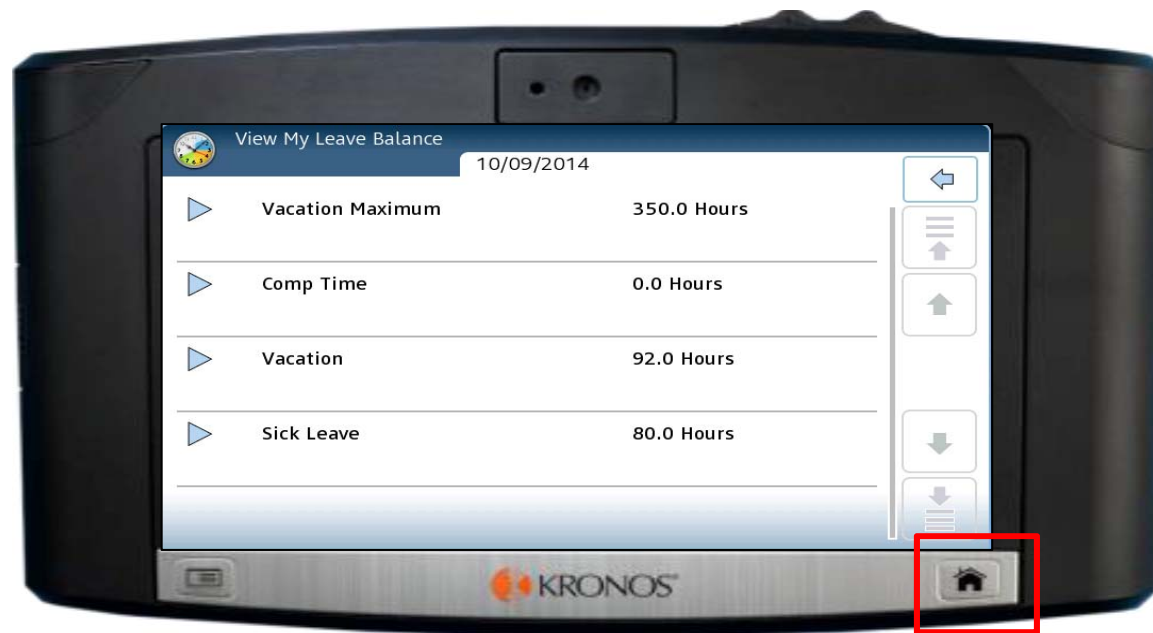 View My Leave Balance
10/09/2014
Vacation Maximum 350.0 Hours
Comp Time 0.0 Hours
Vacation 92.0 Hours
Sick Leave 80.0 Hours
KRONOS